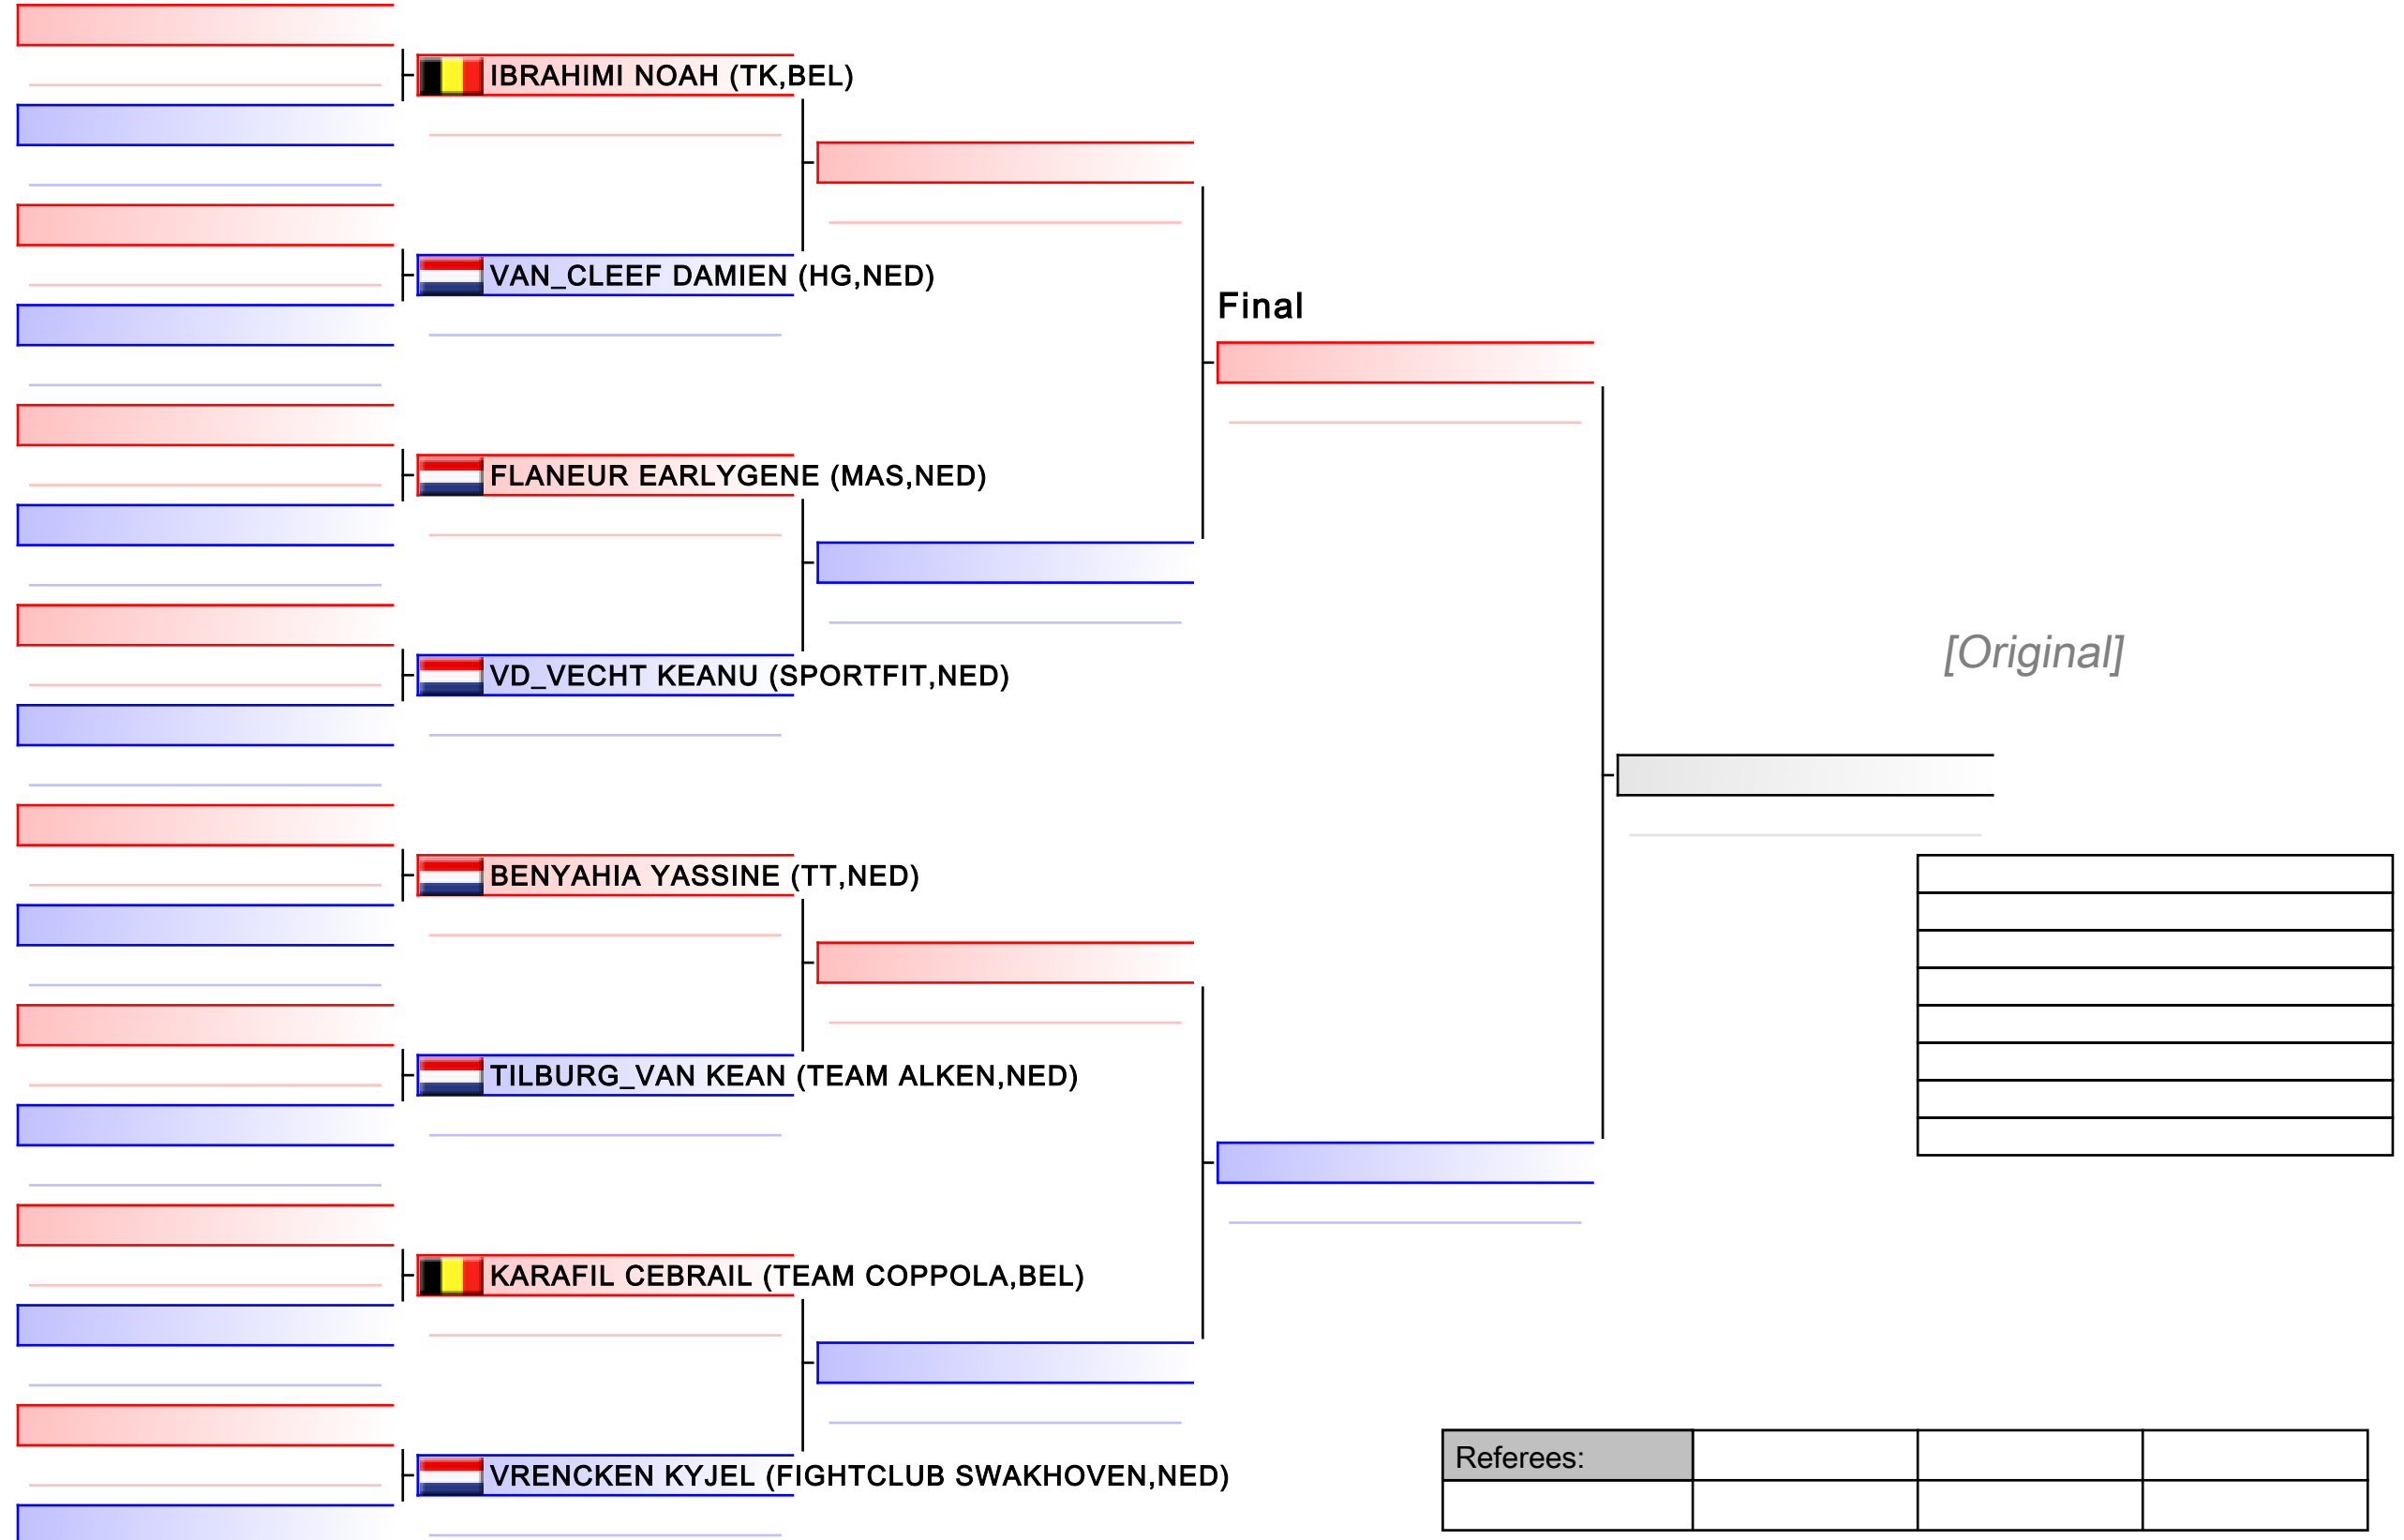 IBRAHIMI NOAH (TK,BEL)
VAN_CLEEF DAMIEN (HG,NED)
Final
FLANEUR EARLYGENE (MAS,NED)
[Original]
VD_VECHT KEANU (SPORTFIT,NED)
BENYAHIA YASSINE (TT,NED)
TILBURG_VAN KEAN (TEAM ALKEN,NED)
KARAFIL CEBRAIL (TEAM COPPOLA,BEL)
Referees:
VRENCKEN KYJEL (FIGHTCLUB SWAKHOVEN,NED)